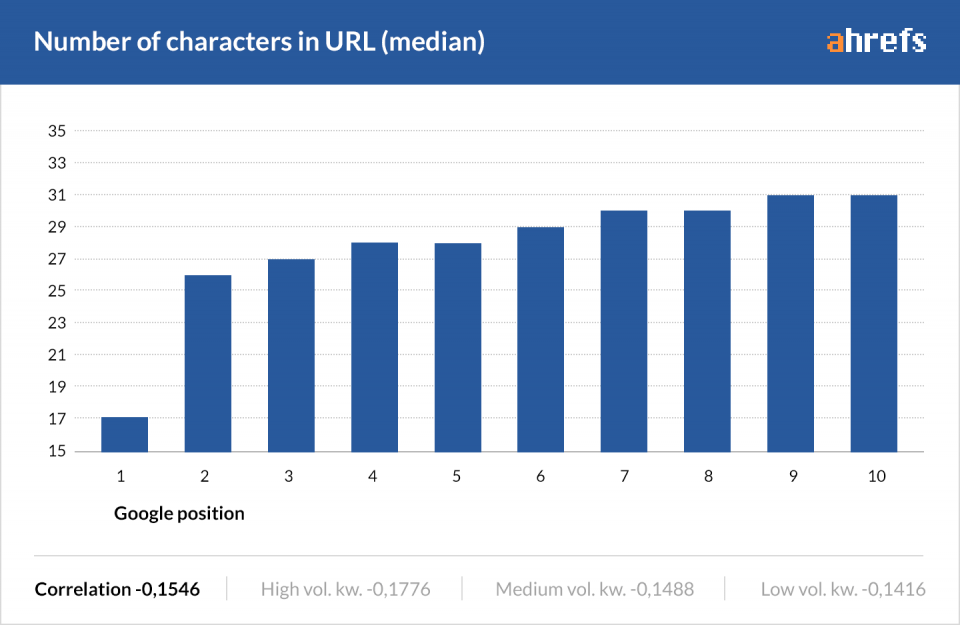 Number of characters in URL (median)
ahrefs
35
33
31
29
27
25
23
21
19
17
15
1 2 3 4 5 6 7 8 9 10
Google position
Correlation -0,1546 High vol. kw. -0,1776 Medium vol. kw. -0,1488 Low vol. kw. -0,1416